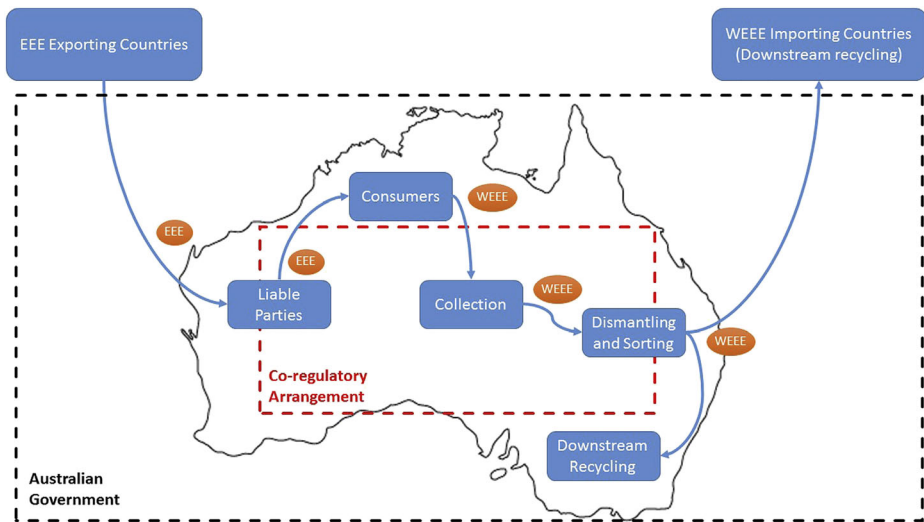 EEE Exporting Countries
WEEE Importing Countries
(Downstream recycling)
Consumers
WEEE
EEE
EEE
Liable
Parties
Collection
WEEE
Dismantling
and Sorting
WEEE
Co-regulatory
Arrangement
Downstream
Recycling
Australian
Government